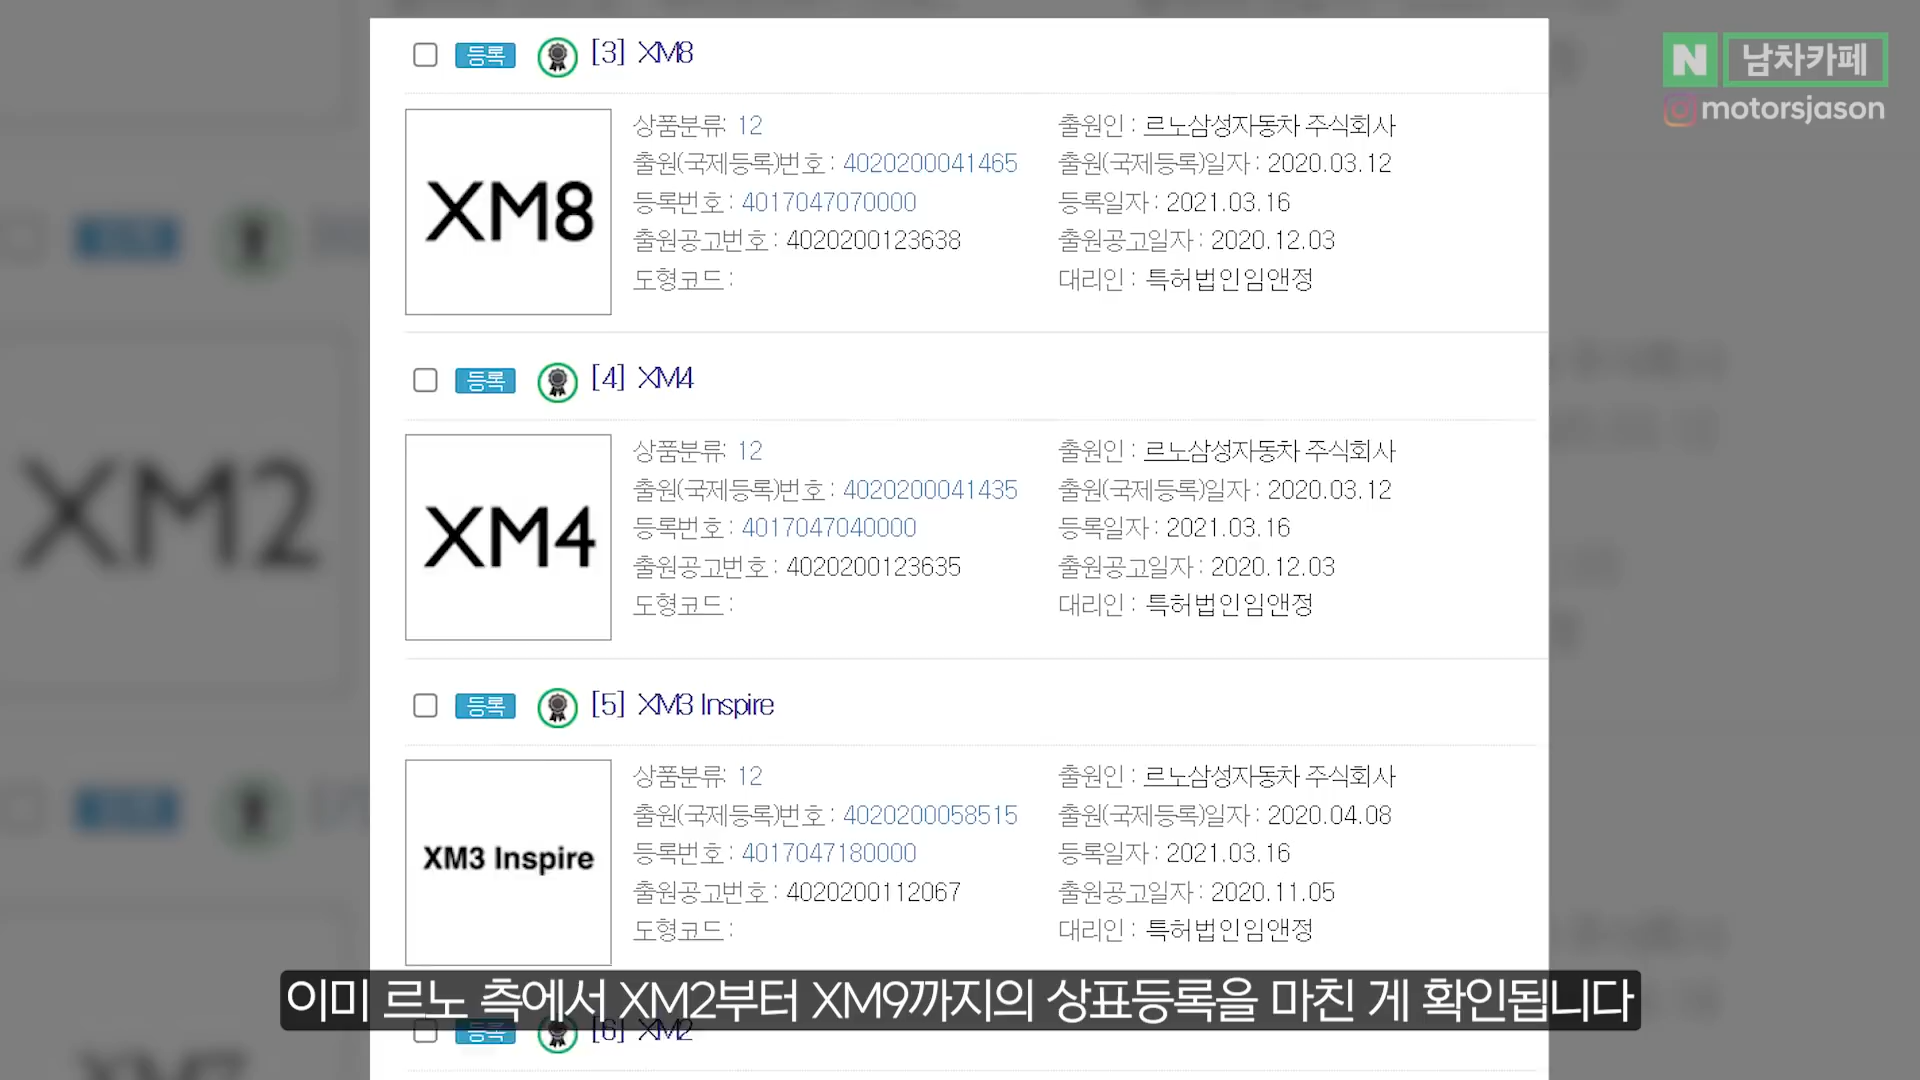 등록 [3] XM8
XM8
상품분류: 12
출원(국제등록)번호 : 4020200041465
등록번호 : 4017047070000
출원공고번호 : 4020200123638
도형코드 :
출원인 : 르노삼성자동차 주식회사
출원(국제등록)일자 : 2020.03.12
등록일자 : 2021.03.16
출원공고일자 : 2020.12.03
대리인 : 특허법인임앤정
등록 [4] XM4
XM4
상품분류: 12
출원(국제등록)번호 : 4020200041435
등록번호 : 4017047040000
출원공고번호 : 4020200123635
도형코드 :
출원인 : 르노삼성자동차 주식회사
출원(국제등록)일자 : 2020.03.12
등록일자 : 2021.03.16
출원공고일자 : 2020.12.03
대리인 : 특허법인임앤정
등록 [5] XM3 Inspire
XM3 Inspire
상품분류: 12
출원(국제등록)번호 : 4020200058515
등록번호 : 4017047180000
출원공고번호 : 4020200112067
도형코드 :
출원인 : 르노삼성자동차 주식회사
출원(국제등록)일자 : 2020.04.08
등록일자 : 2021.03.16
출원공고일자 : 2020.11.05
대리인 : 특허법인임앤정
등록 [6] XM2
이미 르노 측에서 XM2부터 XM9까지의 상표등록을 마친 게 확인됩니다
N 남차카페
motorsjason
XM2